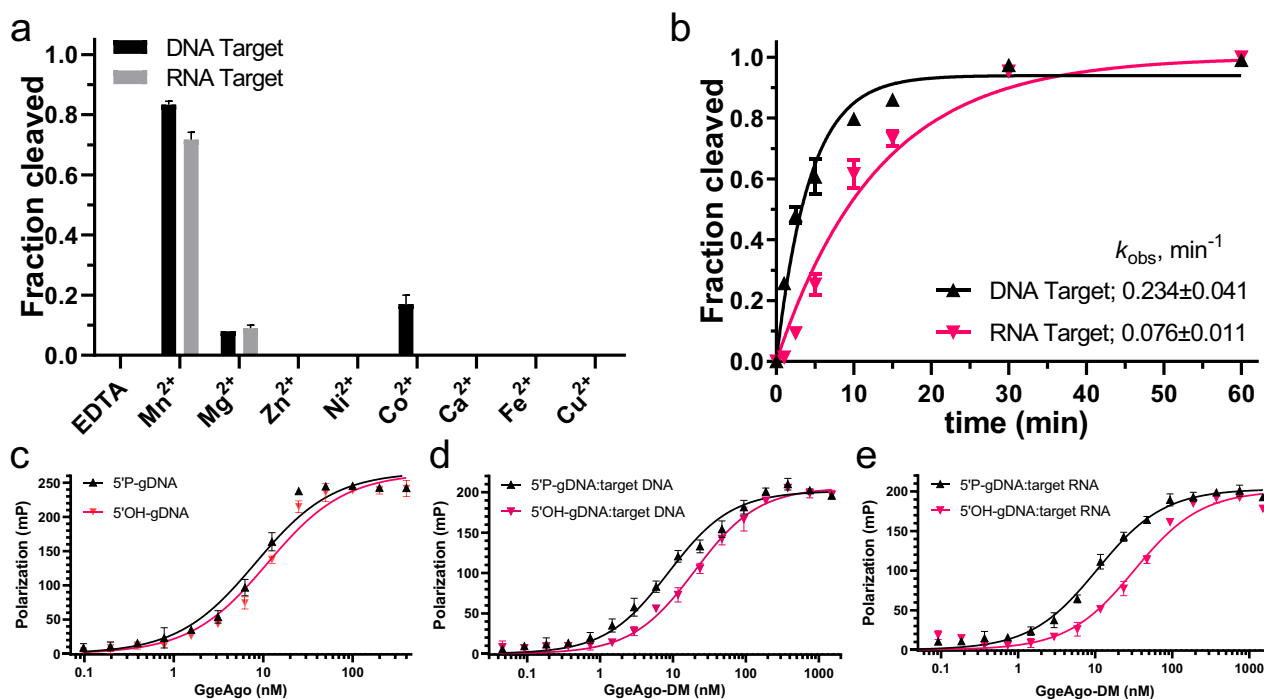 a
DNA Target
RNA Target
Fraction cleaved
1.0
0.8
0.6
0.4
0.2
0.0
EDTA
Mn²⁺
Mg²⁺
Zn²⁺
Ni²⁺
Co²⁺
Ca²⁺
Fe²⁺
Cu²⁺
b
Fraction cleaved
1.0
0.8
0.6
0.4
0.2
0.0
kobs, min⁻¹
DNA Target; 0.234±0.041
RNA Target; 0.076±0.011
0 10 20 30 40 50 60
time (min)
c
5'P-gDNA
5'OH-gDNA
Polarization (mP)
250
200
150
100
50
0
0.1 1 10 100
GgeAgo (nM)
d
5'P-gDNA:target DNA
5'OH-gDNA:target DNA
Polarization (mP)
200
150
100
50
0
0.1 1 10 100 1000
GgeAgo-DM (nM)
e
5'P-gDNA:target RNA
5'OH-gDNA:target RNA
Polarization (mP)
200
150
100
50
0
0.1 1 10 100 1000
GgeAgo-DM (nM)